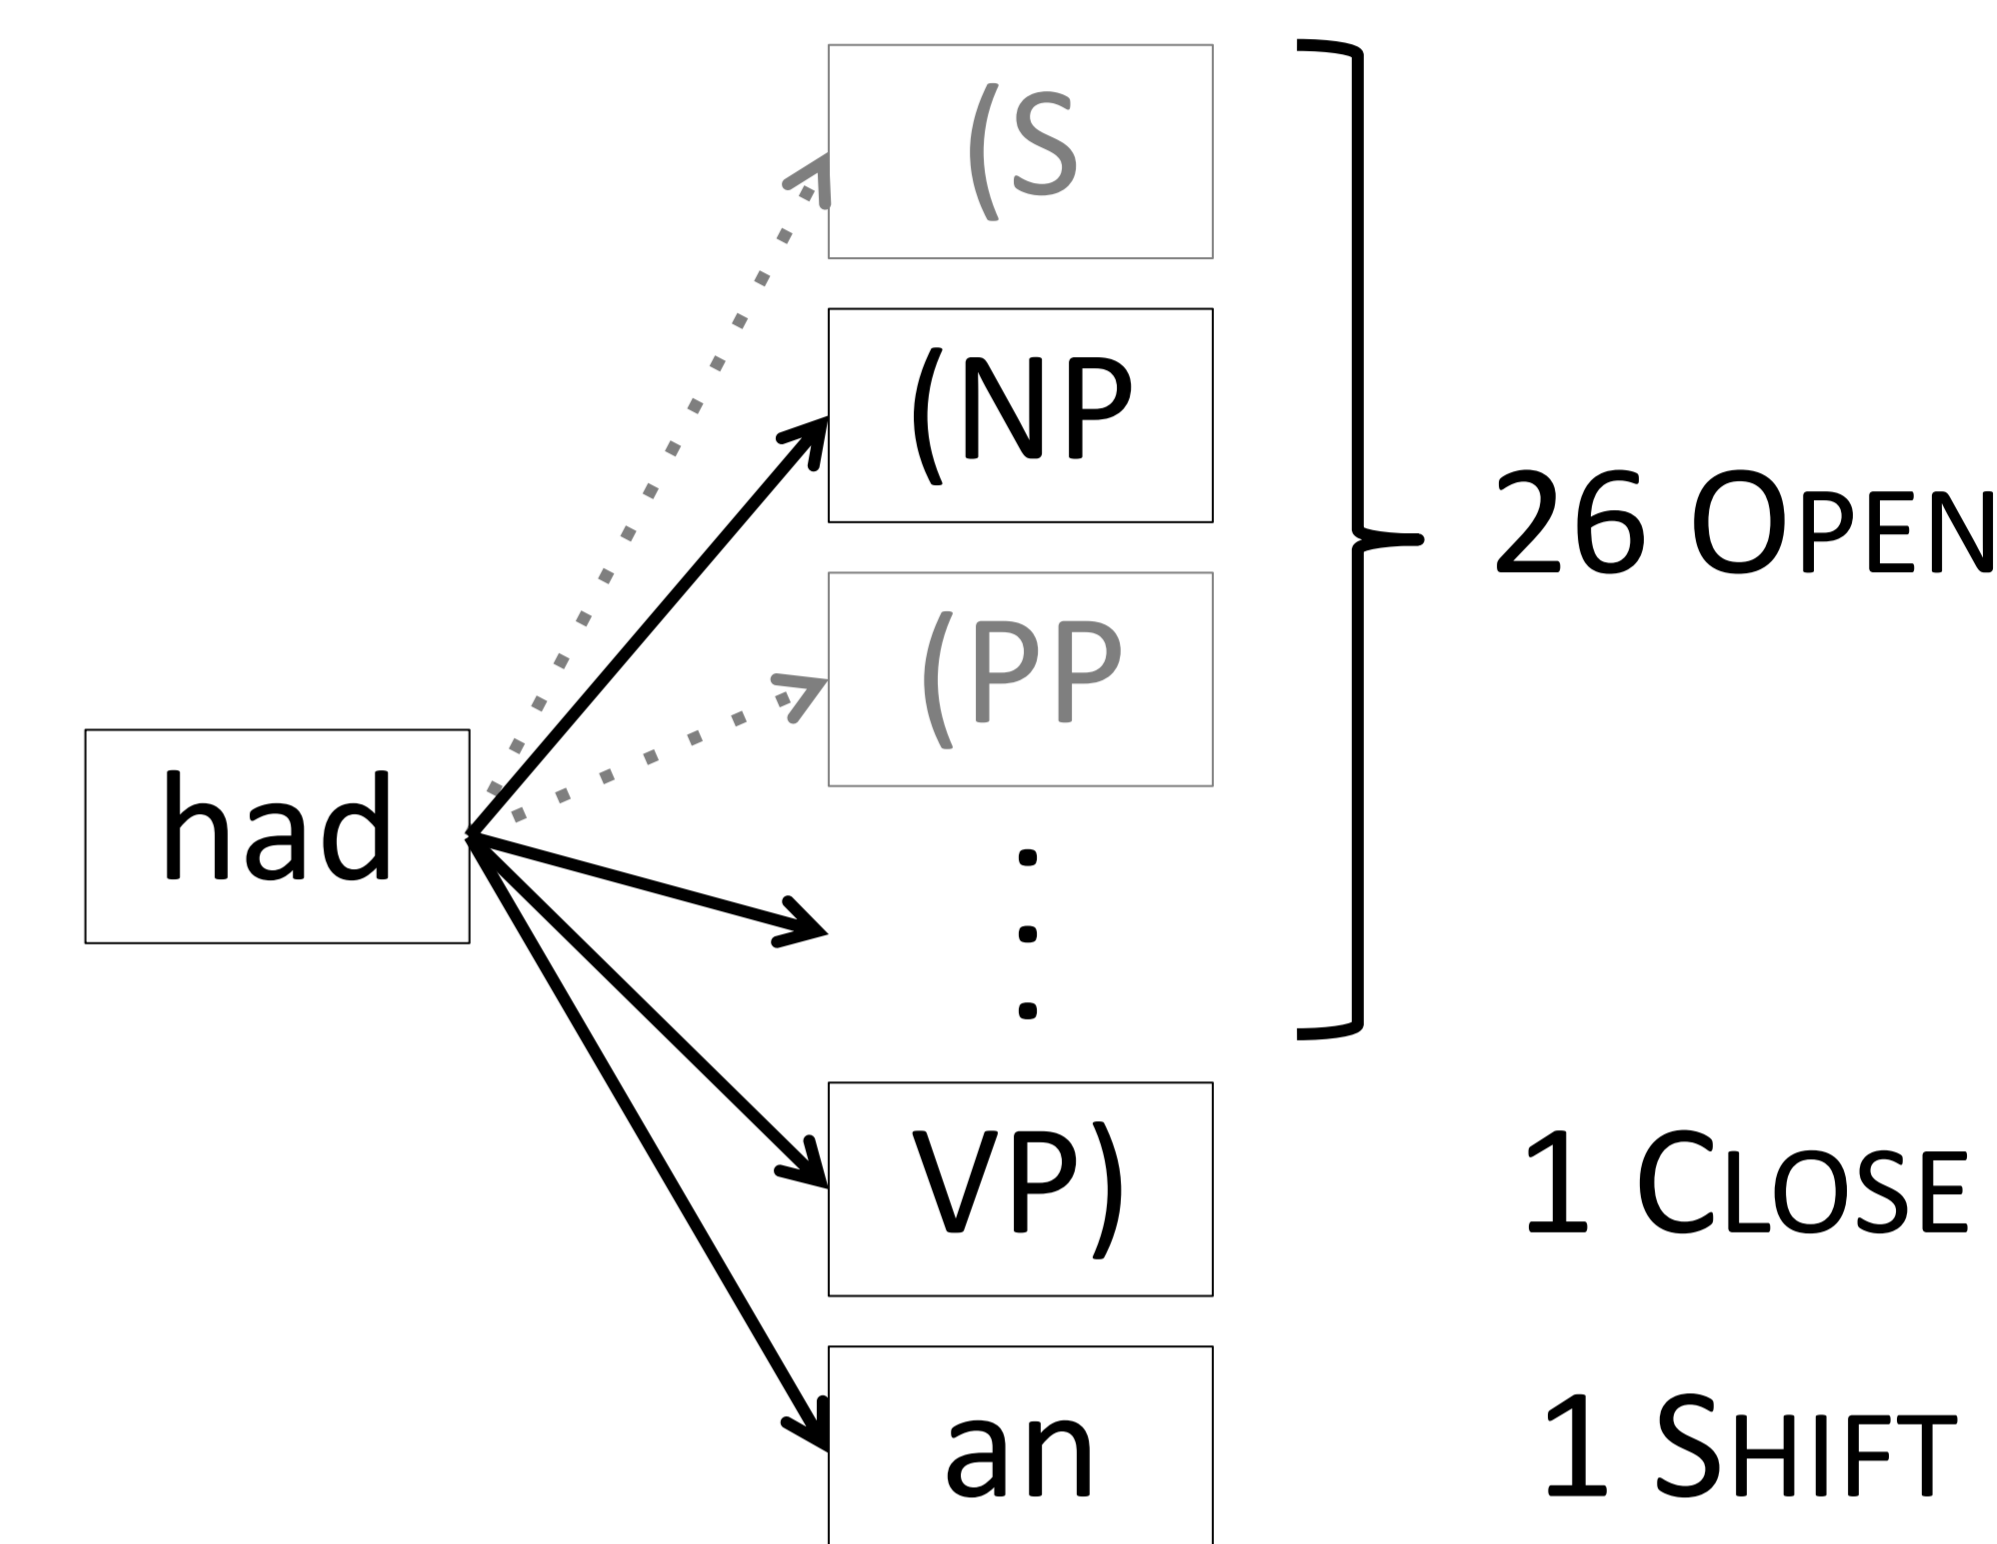 (S
(NP
26 OPEN
(PP
had
VP)
1 CLOSE
an
1 SHIFT